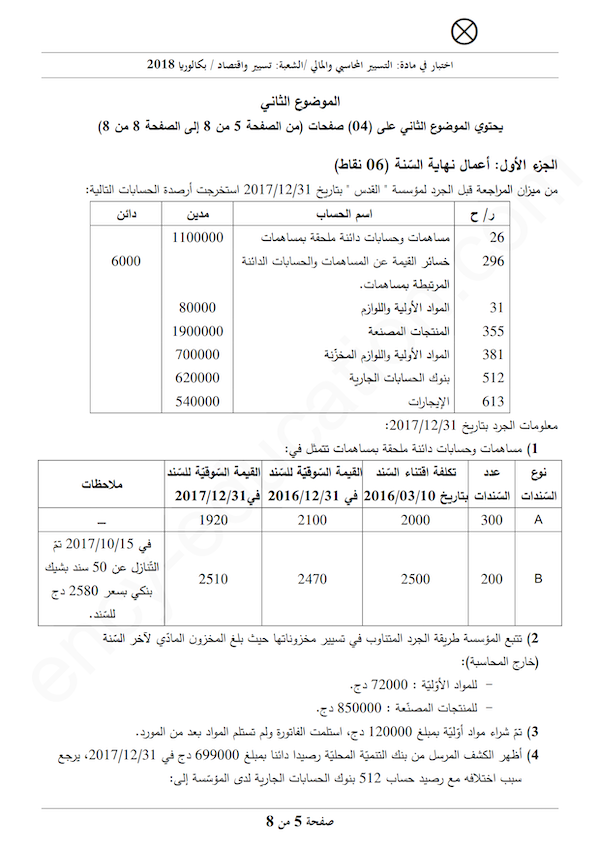 اختبار في مادة: التسيير المحاسبي والمالي /الشعبة: تسيير واقتصاد / بكالوريا 2018
الموضوع الثاني
يحتوي الموضوع الثاني على (04) صفحات (من الصفحة 5 من 8 إلى الصفحة 8 من 8)
الجزء الأول: أعمال نهاية السّنة (06 نقاط)
من ميزان المراجعة قبل الجرد لمؤسسة " القدس " بتاريخ 2017/12/31 استخرجت أرصدة الحسابات التالية:
ر/ ح اسم الحساب مدين دائن
26 مساهمات وحسابات دائنة ملحقة بمساهمات 1100000
296 خسائر القيمة عن المساهمات والحسابات الدائنة 6000
المرتبطة بمساهمات.
31 المواد الأولية واللوازم 80000
355 المنتجات المصنعة 1900000
381 المواد الأولية واللوازم المخزّنة 700000
512 بنوك الحسابات الجارية 620000
613 الإيجارات 540000
معلومات الجرد بتاريخ 2017/12/31:
1) مساهمات وحسابات دائنة ملحقة بمساهمات تتمثل في:
نوع السّندات عدد السّندات تكلفة اقتناء السّند بتاريخ 2016/03/10 القيمة السّوقيّة للسّند في 2016/12/31 القيمة السّوقيّة للسّند في2017/12/31 ملاحظات
A 300 2000 2100 1920 —
B 200 2500 2470 2510 في 2017/10/15 تمّ
التّنازل عن 50 سند بشيك
بنكي بسعر 2580 دج
للسّند.
2) تتبع المؤسسة طريقة الجرد المتناوب في تسيير مخزوناتها حيث بلغ المخزون المادّي لآخر السّنة
(خارج المحاسبة):
– للمواد الأوّليّة : 72000 دج.
– للمنتجات المصنّعة : 850000 دج.
3) تمّ شراء مواد أوّليّة بمبلغ 120000 دج، استلمت الفاتورة ولم تستلم المواد بعد من المورد.
4) أظهر الكشف المرسل من بنك التنميّة المحليّة رصيدا دائنا بمبلغ 699000 دج في 2017/12/31، يرجع
سبب اختلافه مع رصيد حساب 512 بنوك الحسابات الجارية لدى المؤسّسة إلى:
صفحة 5 من 8
ency-education.com